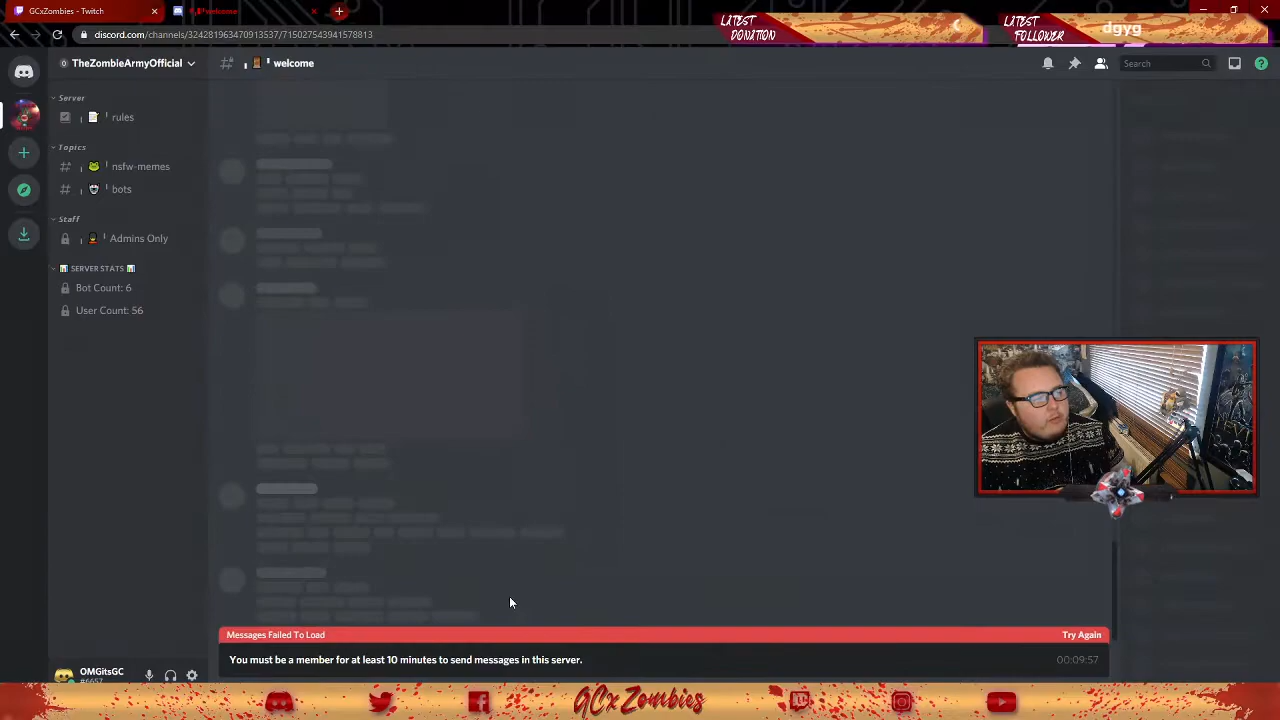 GCxZombies - Twitch
welcome
LATEST DONATION
LATEST FOLLOWER
dgyg
discord.com/channels/324281963470913537/715027543941578813
TheZombieArmyOfficial
welcome
Search
Server
rules
Topics
nsfw-memes
bots
Staff
Admins Only
SERVER STATS
Bot Count: 6
User Count: 56
Messages Failed To Load
Try Again
You must be a member for at least 10 minutes to send messages in this server.
00:09:57
OMGitsGC
#6657
GCxZombies